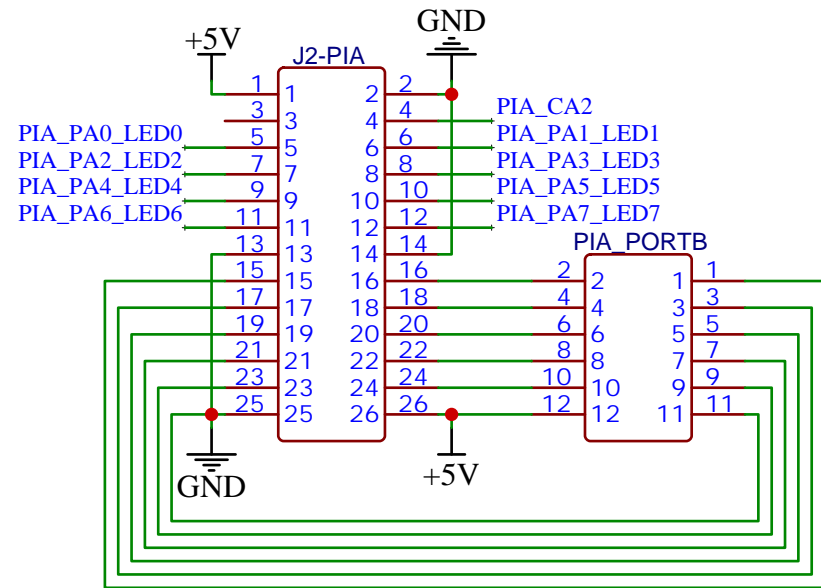 GND
+5V
J2-PIA
1 1 2 2
3 3 4 4 PIA_CA2
PIA_PA0_LED0 5 5 6 6 PIA_PA1_LED1
PIA_PA2_LED2 7 7 8 8 PIA_PA3_LED3
PIA_PA4_LED4 9 9 10 10 PIA_PA5_LED5
PIA_PA6_LED6 11 11 12 12 PIA_PA7_LED7
13 13 14 14 PIA_PORTB
15 15 16 16 2 2 1 1
17 17 18 18 4 4 3 3
19 19 20 20 6 6 5 5
21 21 22 22 8 8 7 7
23 23 24 24 10 10 9 9
25 25 26 26 12 12 11 11
GND +5V